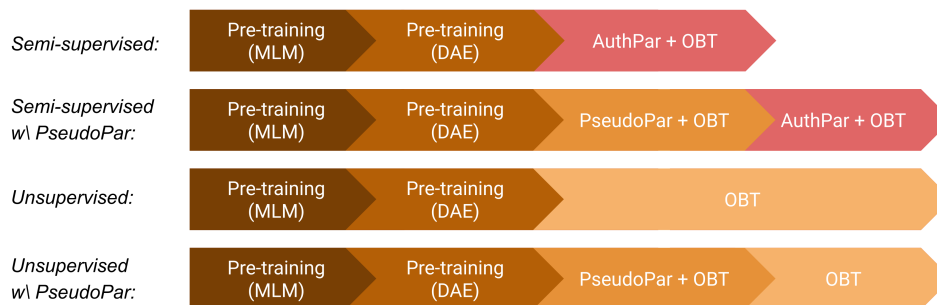 Semi-supervised:
Pre-training
(MLM)
Pre-training
(DAE)
AuthPar + OBT
Semi-supervised
w\ PseudoPar:
Pre-training
(MLM)
Pre-training
(DAE)
PseudoPar + OBT
AuthPar + OBT
Unsupervised:
Pre-training
(MLM)
Pre-training
(DAE)
OBT
Unsupervised
w\ PseudoPar:
Pre-training
(MLM)
Pre-training
(DAE)
PseudoPar + OBT
OBT